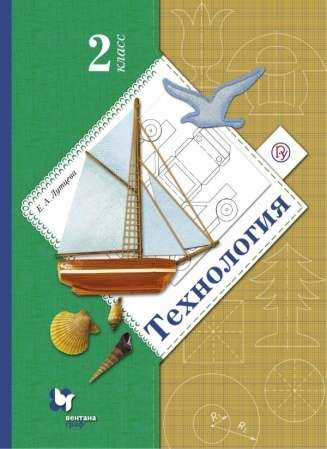 2
класс
Е. А. Лутцева
Технология
R
R
вентана
граф